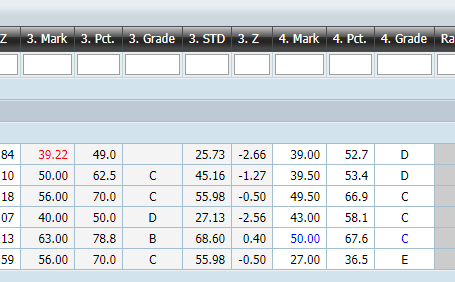 Z 3. Mark 3. Pct. 3. Grade 3. STD 3. Z 4. Mark 4. Pct. 4. Grade Ra
84 39.22 49.0 25.73 -2.66 39.00 52.7 D
10 50.00 62.5 C 45.16 -1.27 39.50 53.4 D
18 56.00 70.0 C 55.98 -0.50 49.50 66.9 C
07 40.00 50.0 D 27.13 -2.56 43.00 58.1 C
13 63.00 78.8 B 68.60 0.40 50.00 67.6 C
59 56.00 70.0 C 55.98 -0.50 27.00 36.5 E